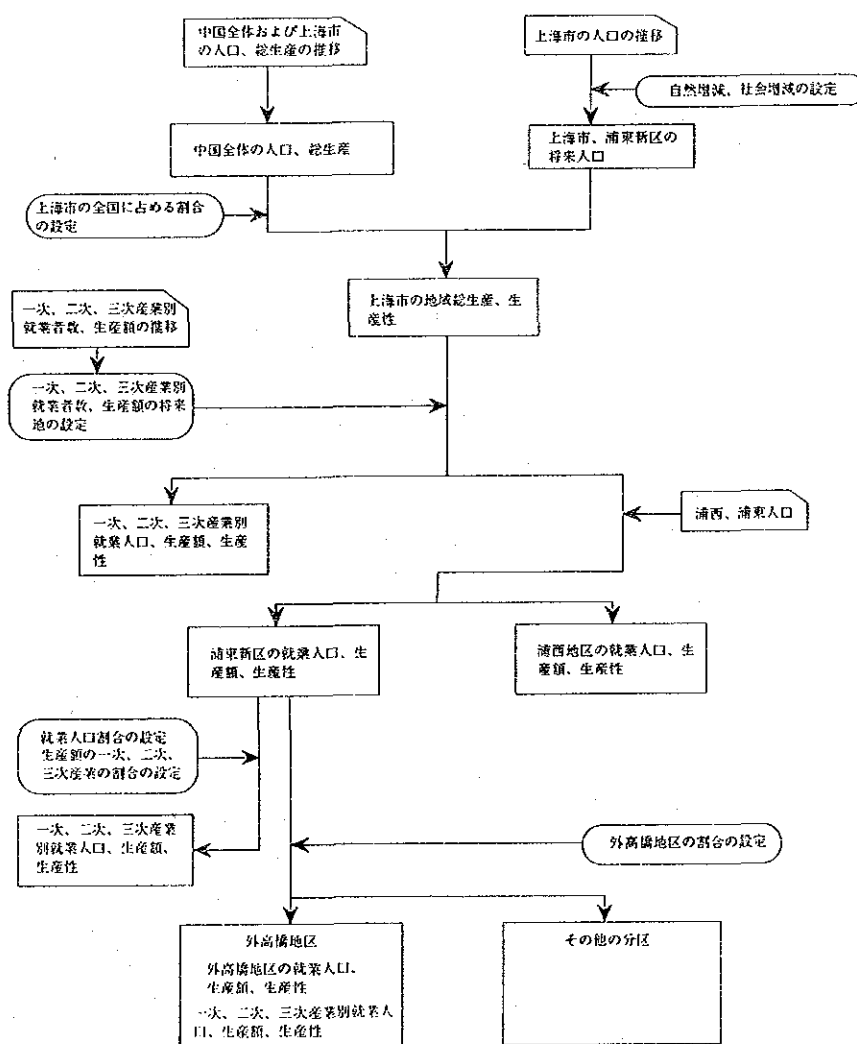 中国全体および上海市
の人口、総生産の推移
上海市の人口の推移
自然増減、社会増減の設定
中国全体の人口、総生産
上海市、浦東新区の
将来人口
上海市の全国に占める割合
の設定
上海市の地域総生産、生
産性
一次、二次、三次産業別
就業者数、生産額の推移
一次、二次、三次産業別
就業者数、生産額の将来
地の設定
一次、二次、三次産業別
就業人口、生産額、生産
性
浦西、浦東人口
浦東新区の就業人口、生
産額、生産性
浦西地区の就業人口、生
産額、生産性
就業人口割合の設定
生産額の一次、二次、
三次産業の割合の設定
一次、二次、三次産業
別就業人口、生産額、
生産性
外高橋地区の割合の設定
外高橋地区
外高橋地区の就業人口、
生産額、生産性
一次、二次、三次産業別就業人
口、生産額、生産性
その他の分区